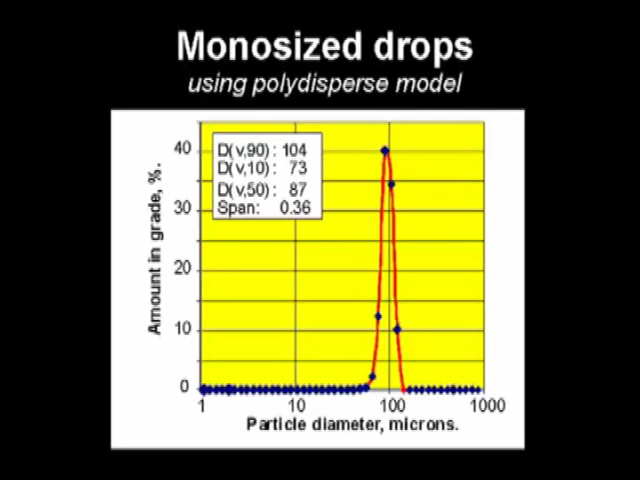 Monosized drops
using polydisperse model
D(v,90) : 104
D(v,10) : 73
D(v,50) : 87
Span: 0.36
Amount in grade, %.
40
30
20
10
0
1 10 100 1000
Particle diameter, microns.